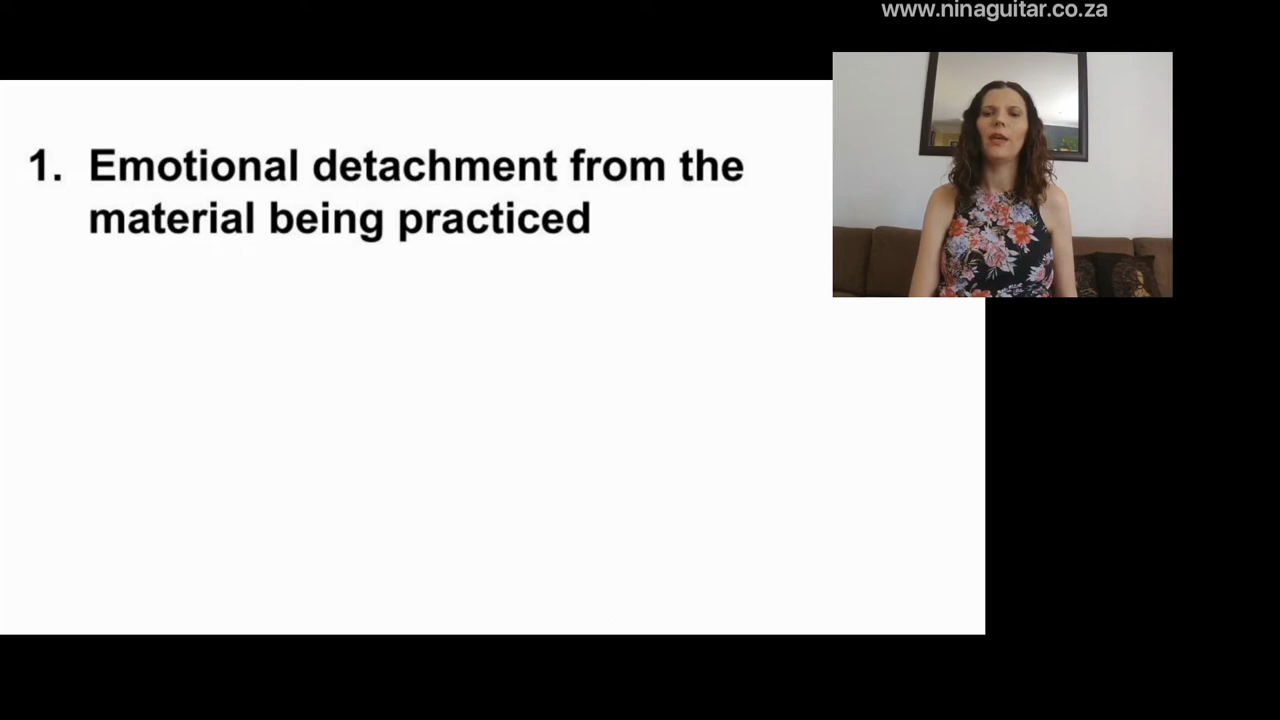 www.ninaguitar.co.za
1. Emotional detachment from the
material being practiced